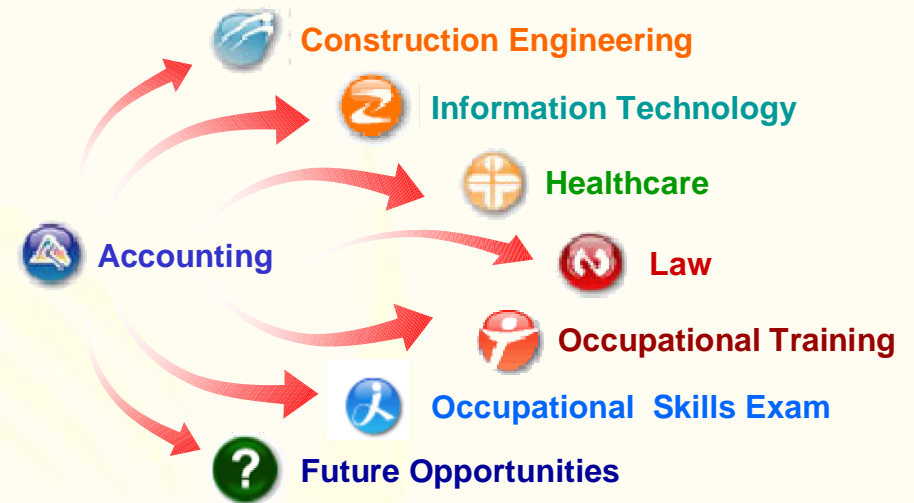 Construction Engineering
Information Technology
Healthcare
Accounting
Law
Occupational Training
Occupational Skills Exam
?
Future Opportunities